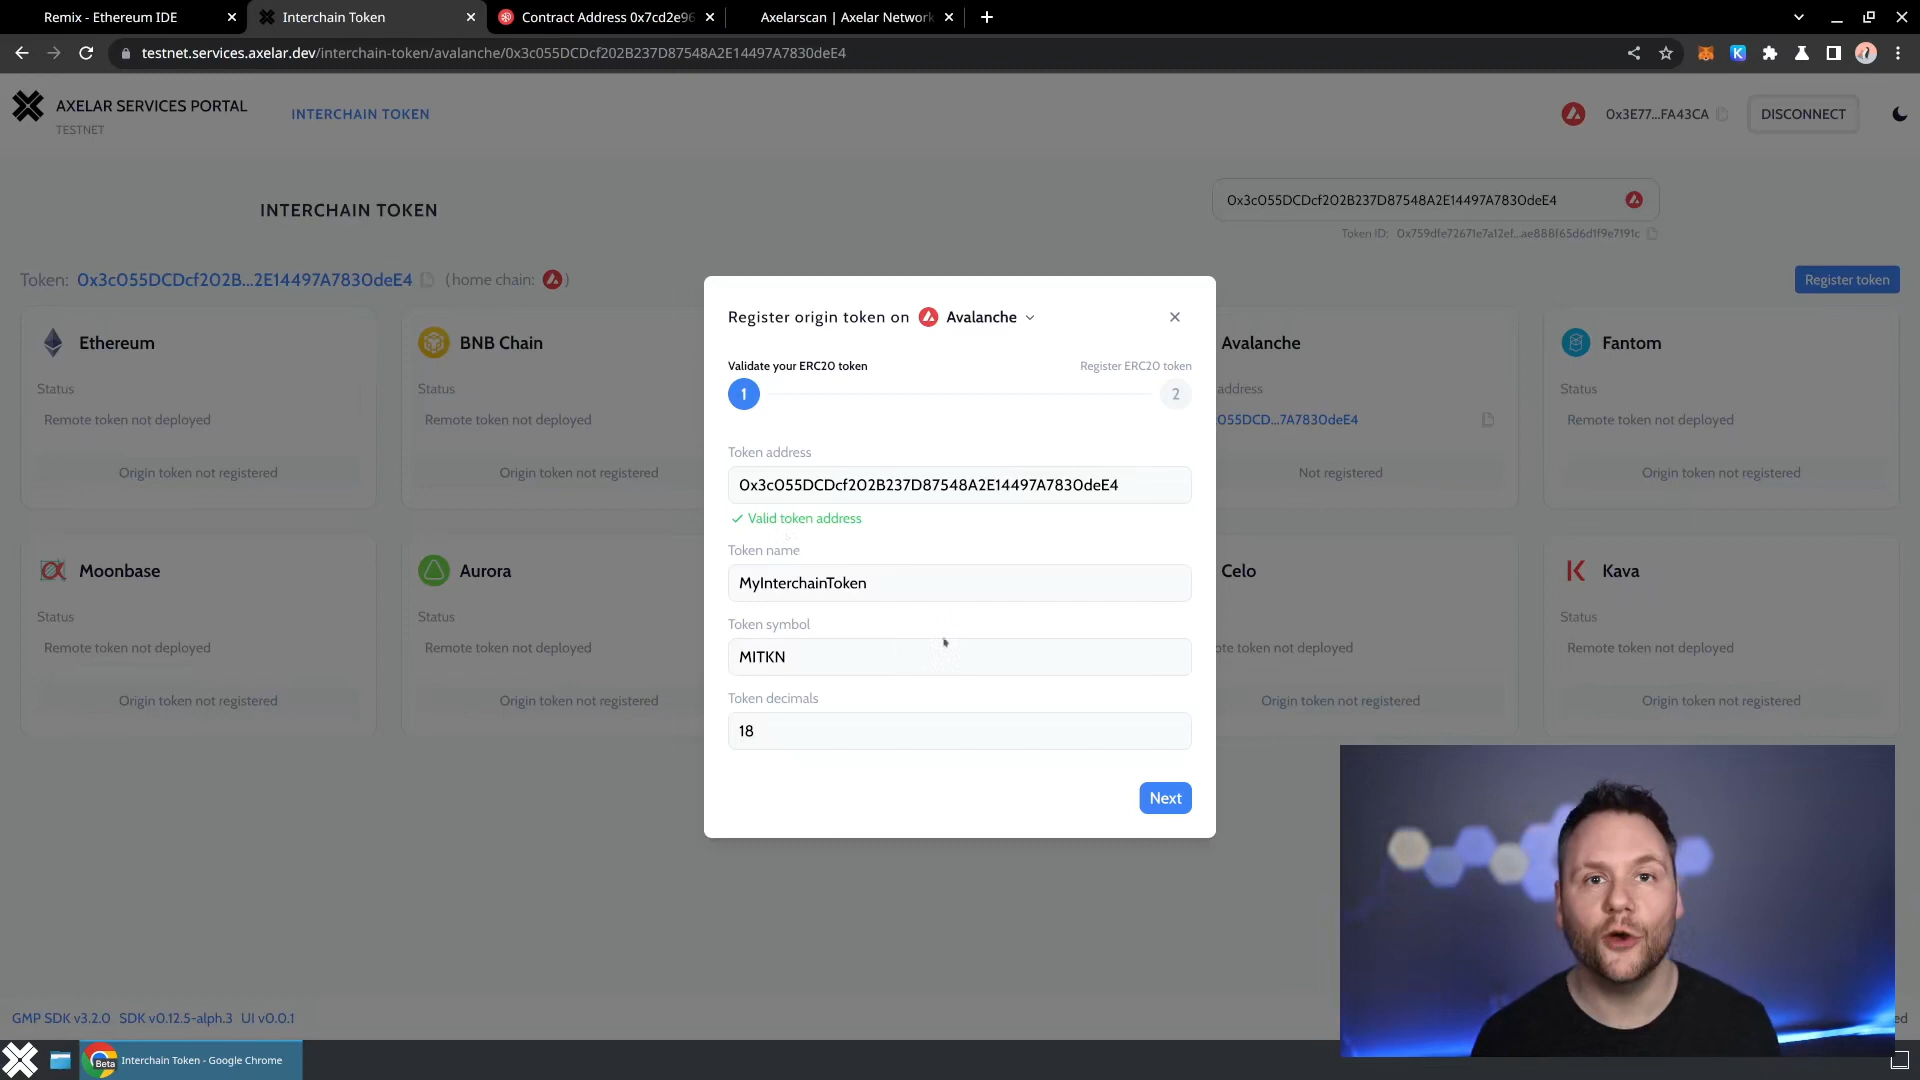 Remix - Ethereum IDE
Interchain Token
Contract Address 0x7cd2e96
Axelarscan | Axelar Network
testnet.services.axelar.dev/interchain-token/avalanche/0x3c055DCDcf202B237D87548A2E14497A7830deE4
AXELAR SERVICES PORTAL
TESTNET
INTERCHAIN TOKEN
0x3E77...FA43CA
DISCONNECT
INTERCHAIN TOKEN
0x3c055DCDcf202B237D87548A2E14497A7830deE4
Token ID: 0x759dfe72671e7a12ef...ae888f65d6d1f9e7191c
Token: 0x3c055DCDcf202B...2E14497A7830deE4 (home chain: )
Register token
Ethereum
Status
Remote token not deployed
Origin token not registered
BNB Chain
Status
Remote token not deployed
Origin token not registered
Avalanche
address
055DCD...7A7830deE4
Not registered
Fantom
Status
Remote token not deployed
Origin token not registered
Moonbase
Status
Remote token not deployed
Origin token not registered
Aurora
Status
Remote token not deployed
Origin token not registered
Celo
ote token not deployed
Origin token not registered
Kava
Status
Remote token not deployed
Origin token not registered
Register origin token on Avalanche
Validate your ERC20 token
Register ERC20 token
1
2
Token address
0x3c055DCDcf202B237D87548A2E14497A7830deE4
Valid token address
Token name
MyInterchainToken
Token symbol
MITKN
Token decimals
18
Next
GMP SDK v3.2.0 SDK v0.12.5-alph.3 UI v0.0.1
ed
Beta
Interchain Token - Google Chrome